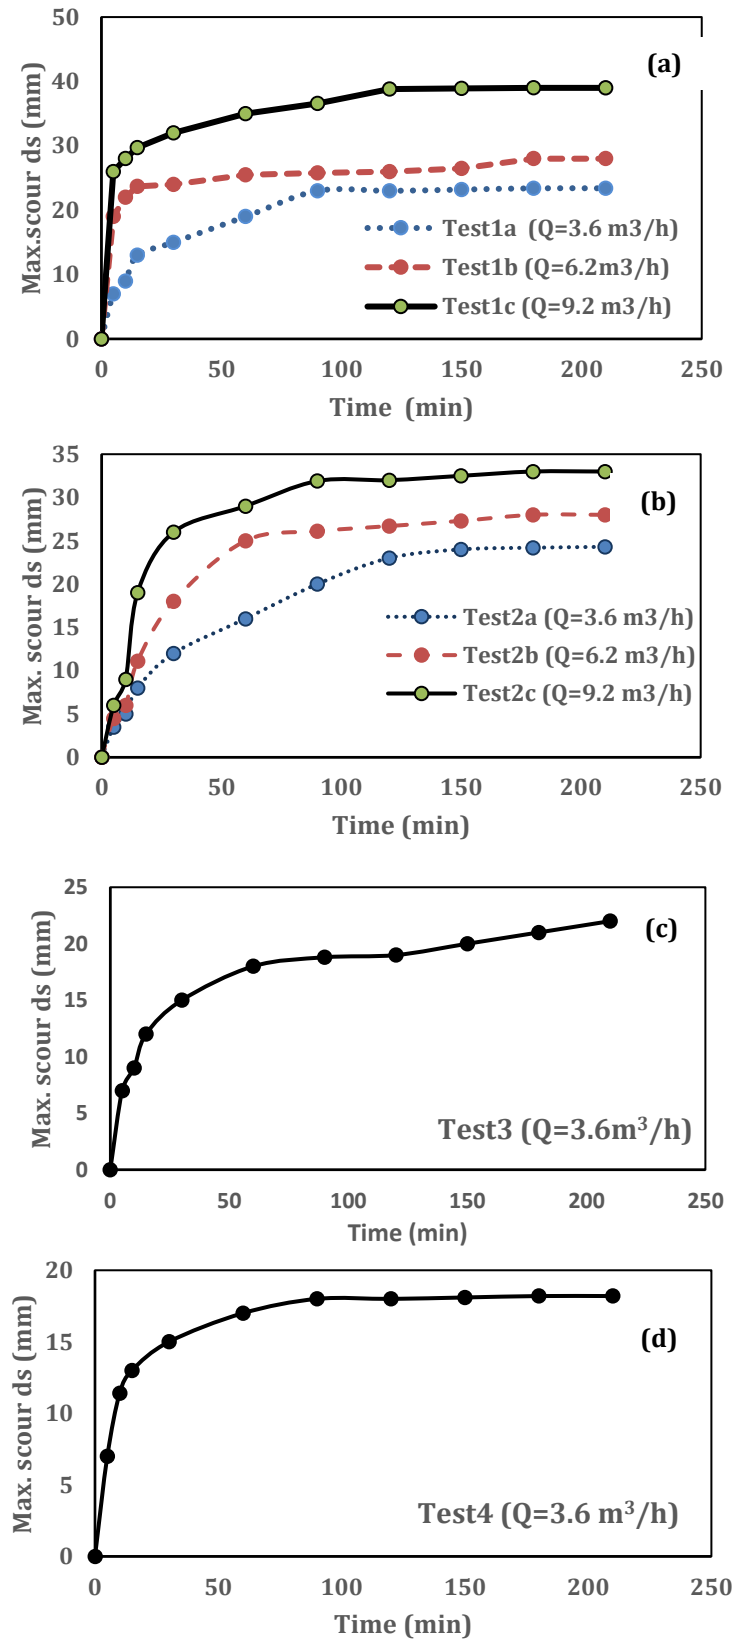 50
40
30
20
10
0
Max.scour ds (mm)
(a)
Test1a (Q=3.6 m3/h)
Test1b (Q=6.2m3/h)
Test1c (Q=9.2 m3/h)
0 50 100 150 200 250
Time (min)
35
30
25
20
15
10
5
0
Max. scour ds (mm)
(b)
Test2a (Q=3.6 m3/h)
Test2b (Q=6.2 m3/h)
Test2c (Q=9.2 m3/h)
0 50 100 150 200 250
Time (min)
25
20
15
10
5
0
Max. scour ds (mm)
(c)
Test3 (Q=3.6m³/h)
0 50 100 150 200 250
Time (min)
20
15
10
5
0
Max. scour ds (mm)
(d)
Test4 (Q=3.6 m³/h)
0 50 100 150 200 250
Time (min)